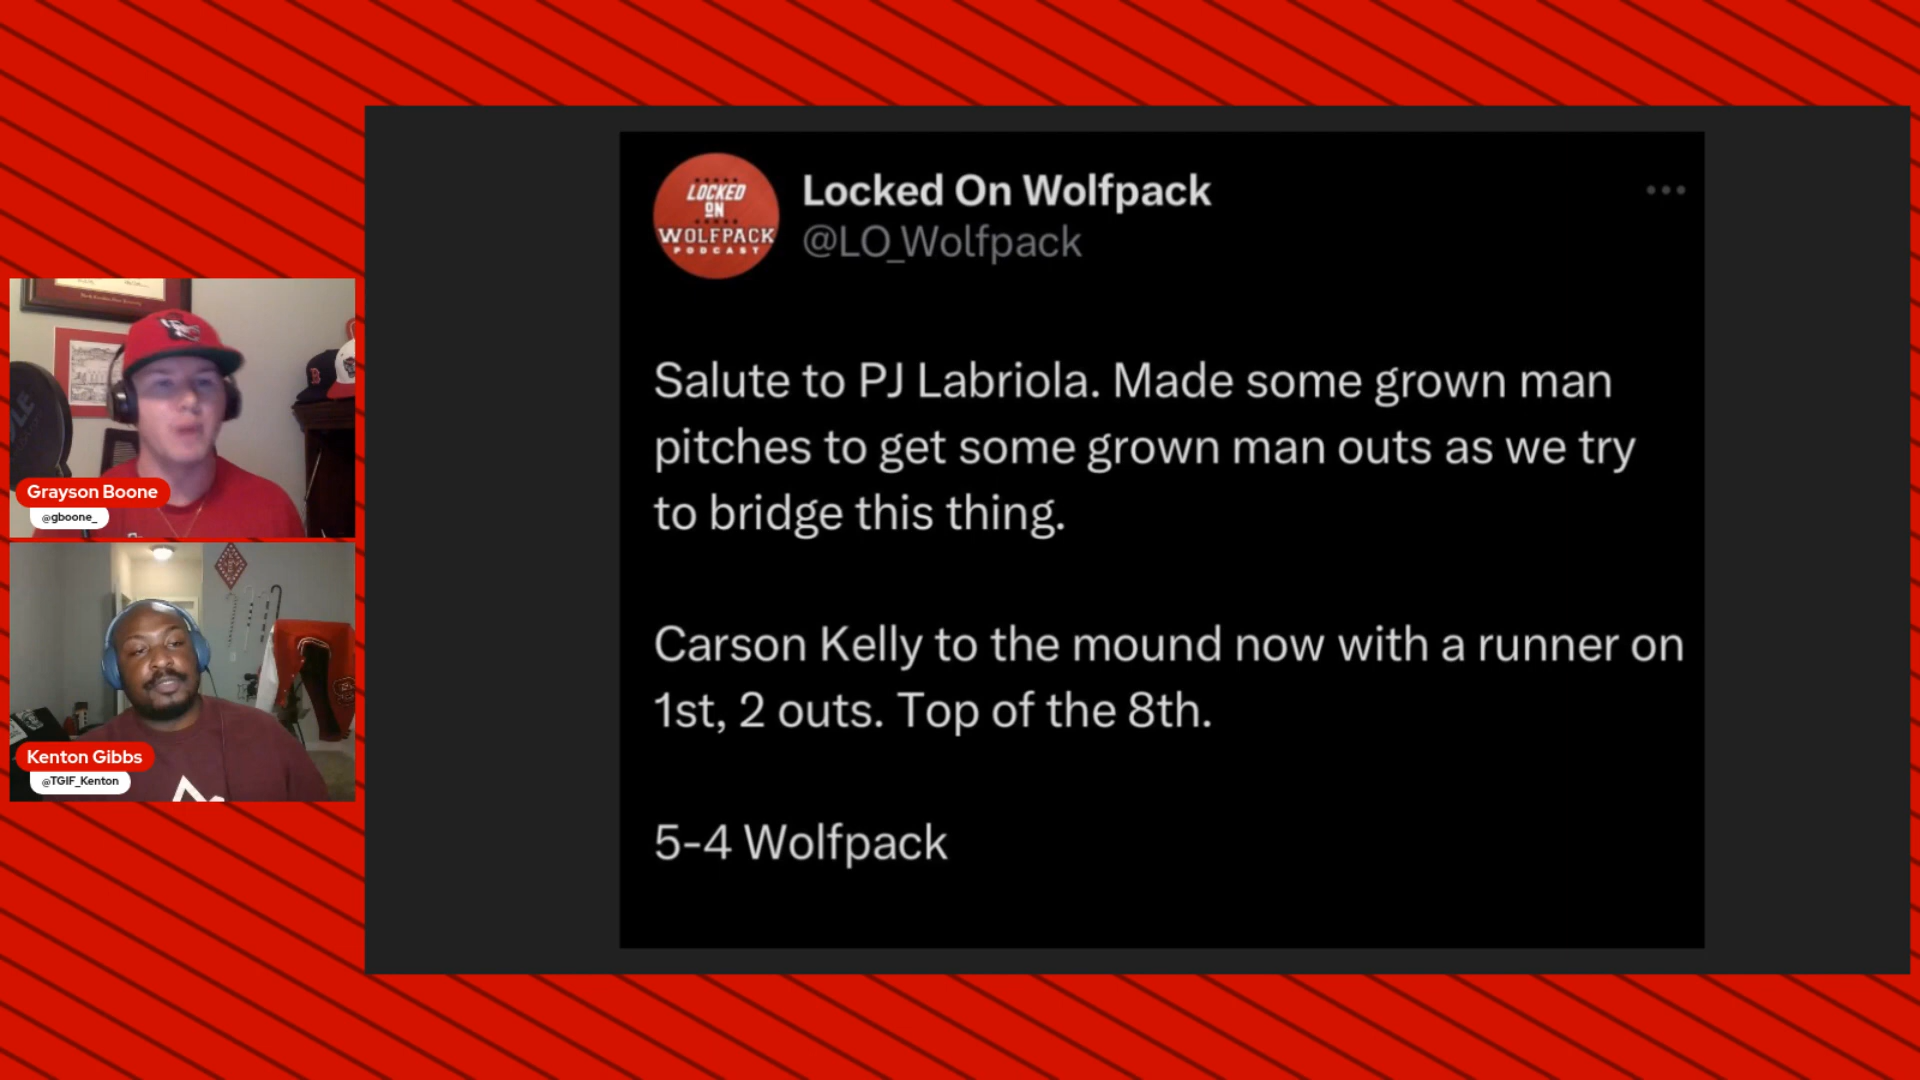 LOCKED
ON
WOLFPACK
PODCAST
Locked On Wolfpack
@LO_Wolfpack
Salute to PJ Labriola. Made some grown man
pitches to get some grown man outs as we try
to bridge this thing.
Carson Kelly to the mound now with a runner on
1st, 2 outs. Top of the 8th.
5-4 Wolfpack
B
Grayson Boone
@gboone_
Kenton Gibbs
@TGIF_Kenton